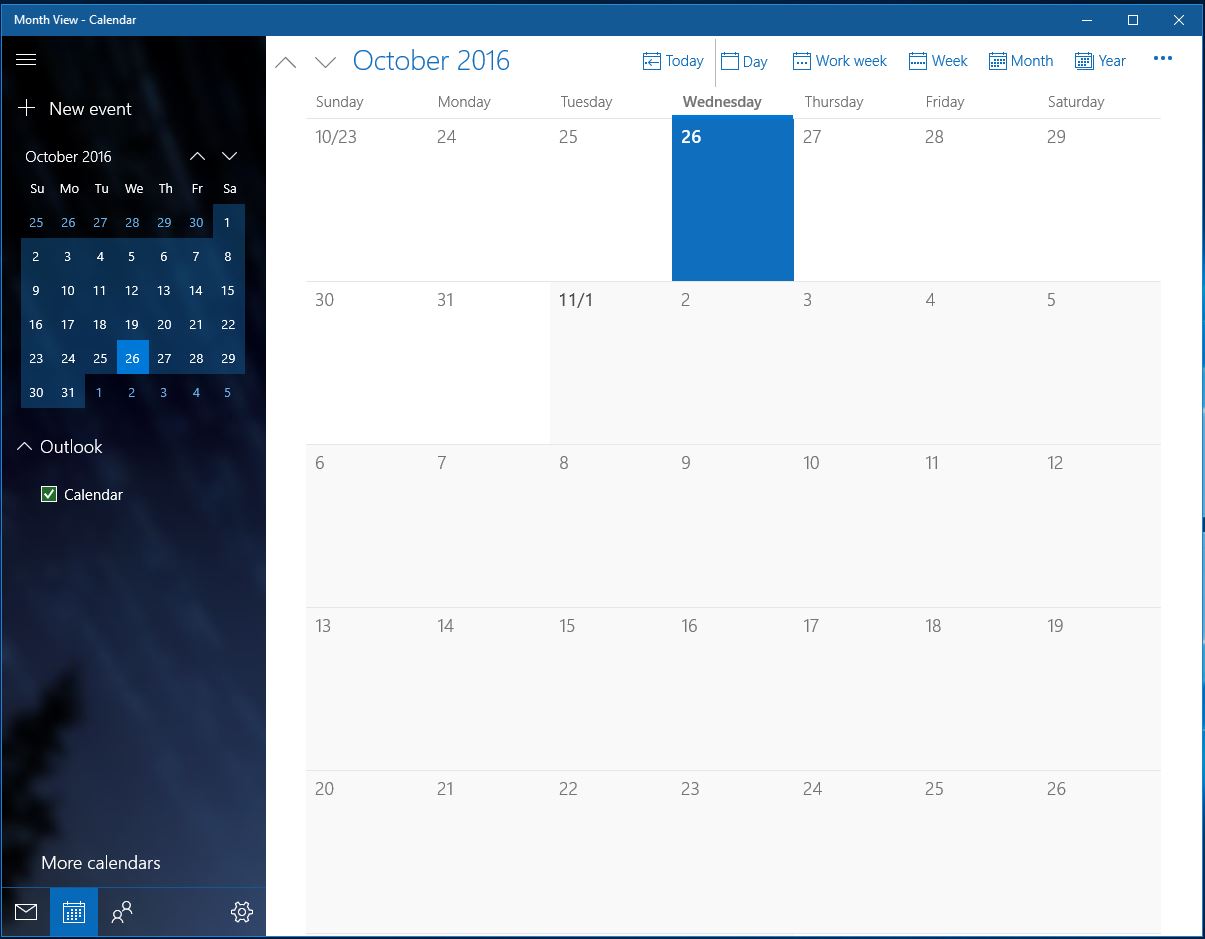 Month View - Calendar
New event
October 2016
Su Mo Tu We Th Fr Sa
25 26 27 28 29 30 1
2 3 4 5 6 7 8
9 10 11 12 13 14 15
16 17 18 19 20 21 22
23 24 25 26 27 28 29
30 31 1 2 3 4 5
Outlook
Calendar
More calendars
October 2016 Today Day Work week Week Month Year
Sunday Monday Tuesday Wednesday Thursday Friday Saturday
10/23 24 25 26 27 28 29
30 31 11/1 2 3 4 5
6 7 8 9 10 11 12
13 14 15 16 17 18 19
20 21 22 23 24 25 26